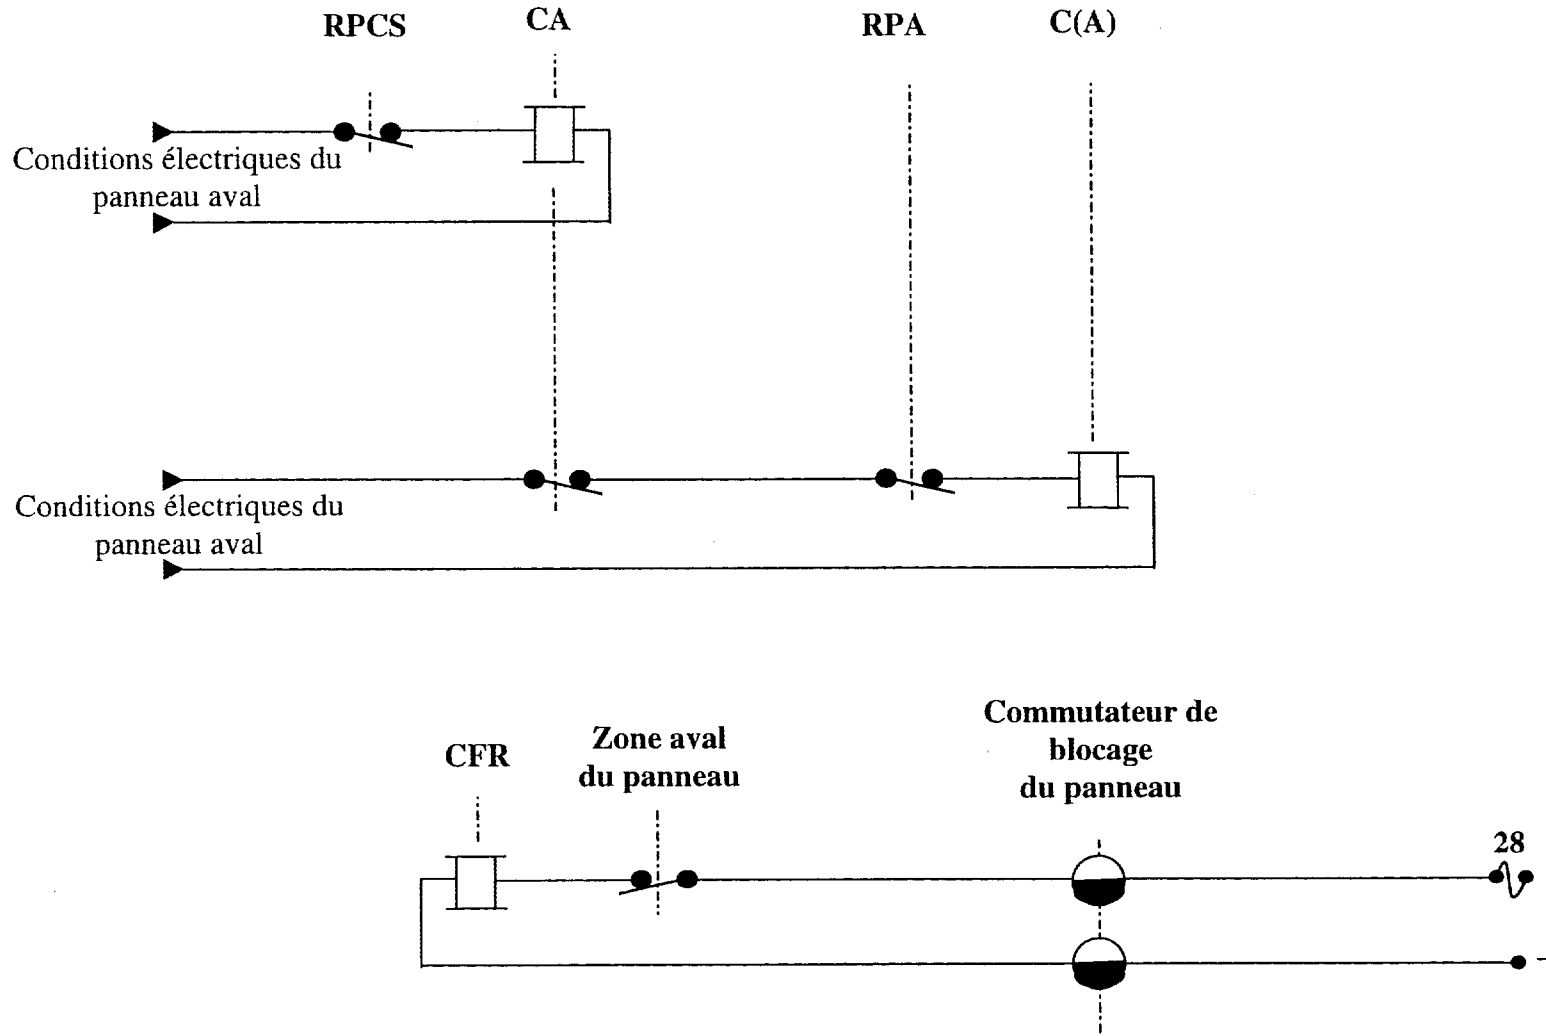 RPCS
CA
RPA
C(A)
Conditions électriques du
panneau aval
Conditions électriques du
panneau aval
CFR
Zone aval
du panneau
Commutateur de
blocage
du panneau
28
-